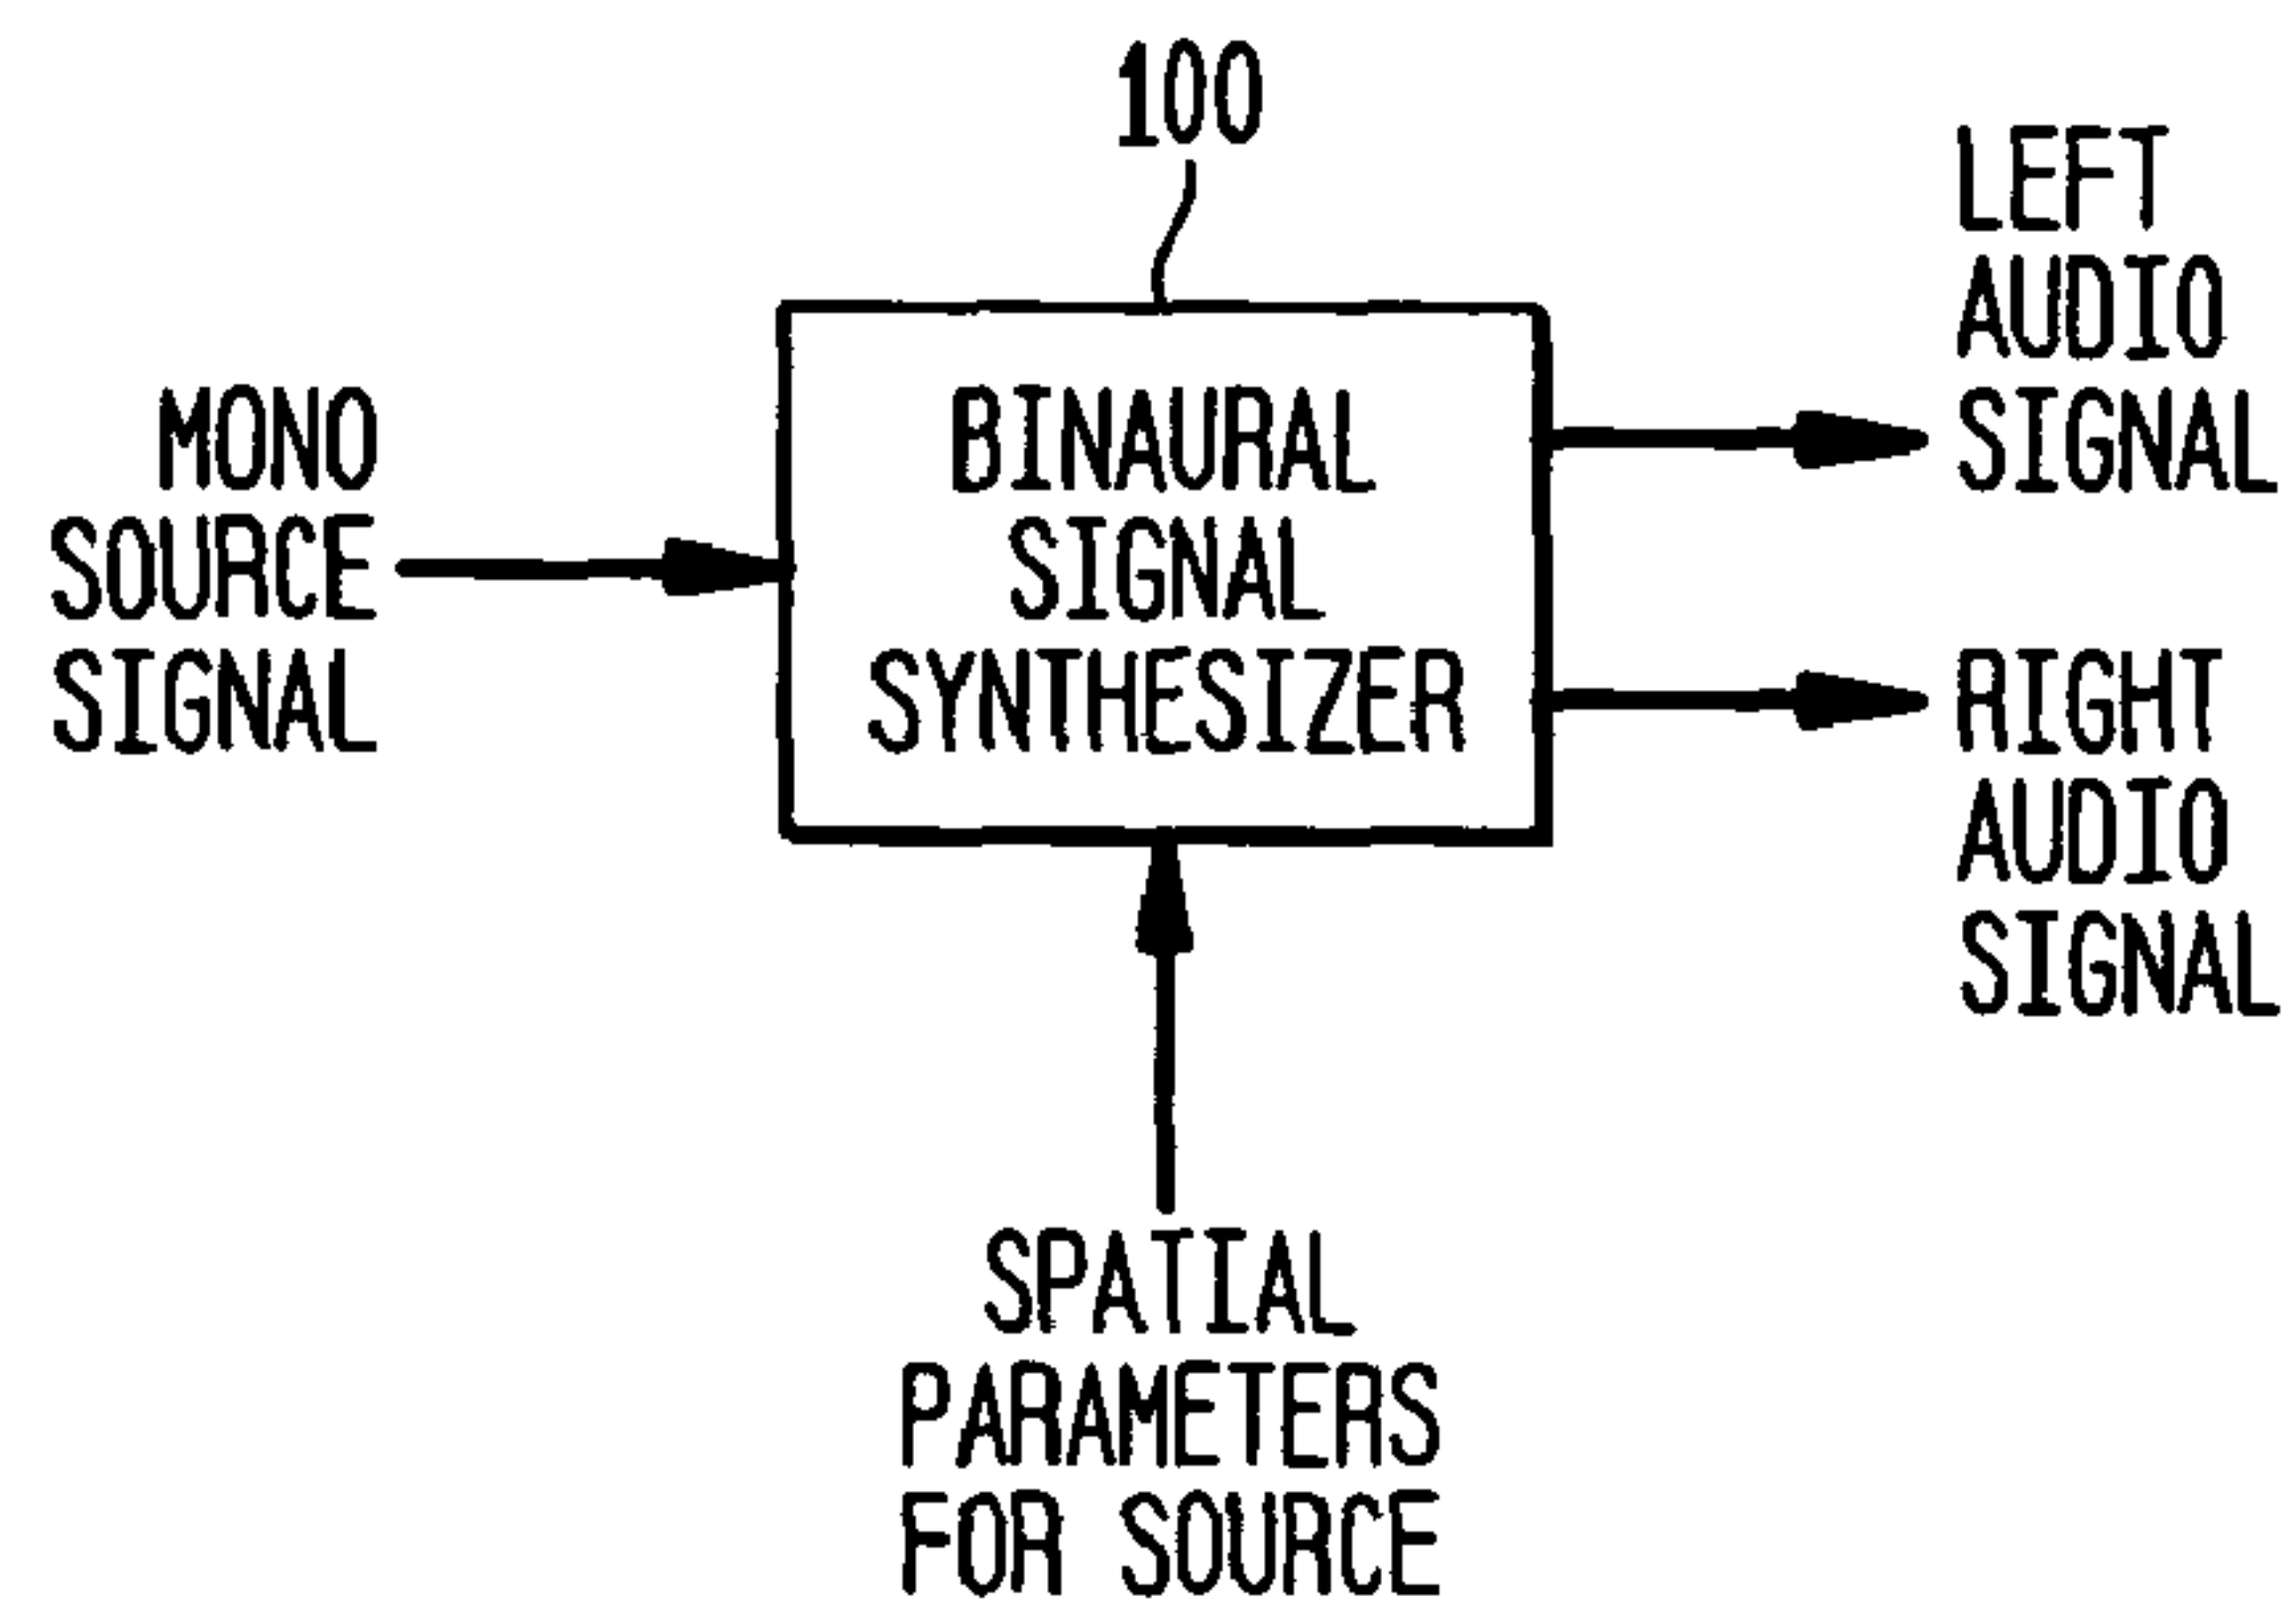 100
MONO
SOURCE
SIGNAL
BINAURAL
SIGNAL
SYNTHESIZER
LEFT
AUDIO
SIGNAL
RIGHT
AUDIO
SIGNAL
SPATIAL
PARAMETERS
FOR SOURCE